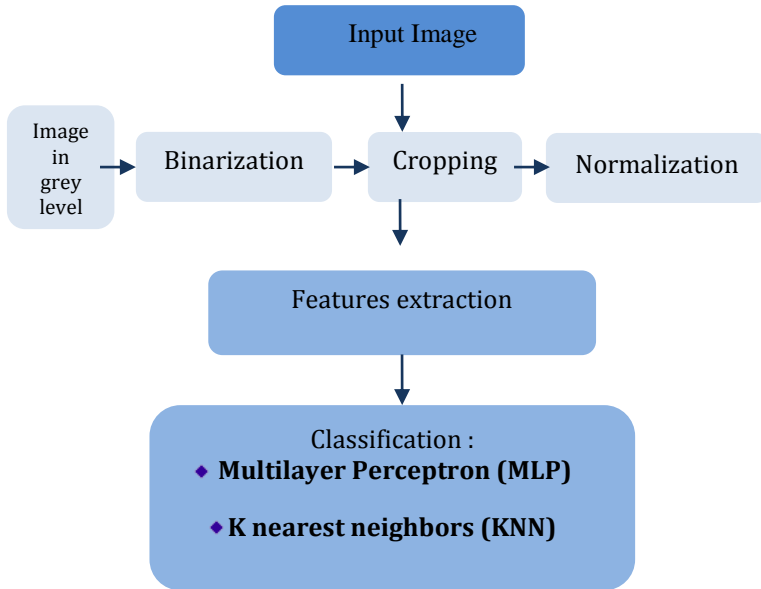 Input Image
Image
in
grey
level
Binarization
Cropping
Normalization
Features extraction
Classification :
Multilayer Perceptron (MLP)
K nearest neighbors (KNN)